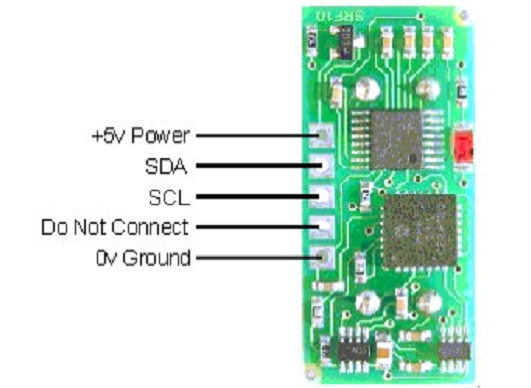 SRF10
+5v Power
SDA
SCL
Do Not Connect
0v Ground